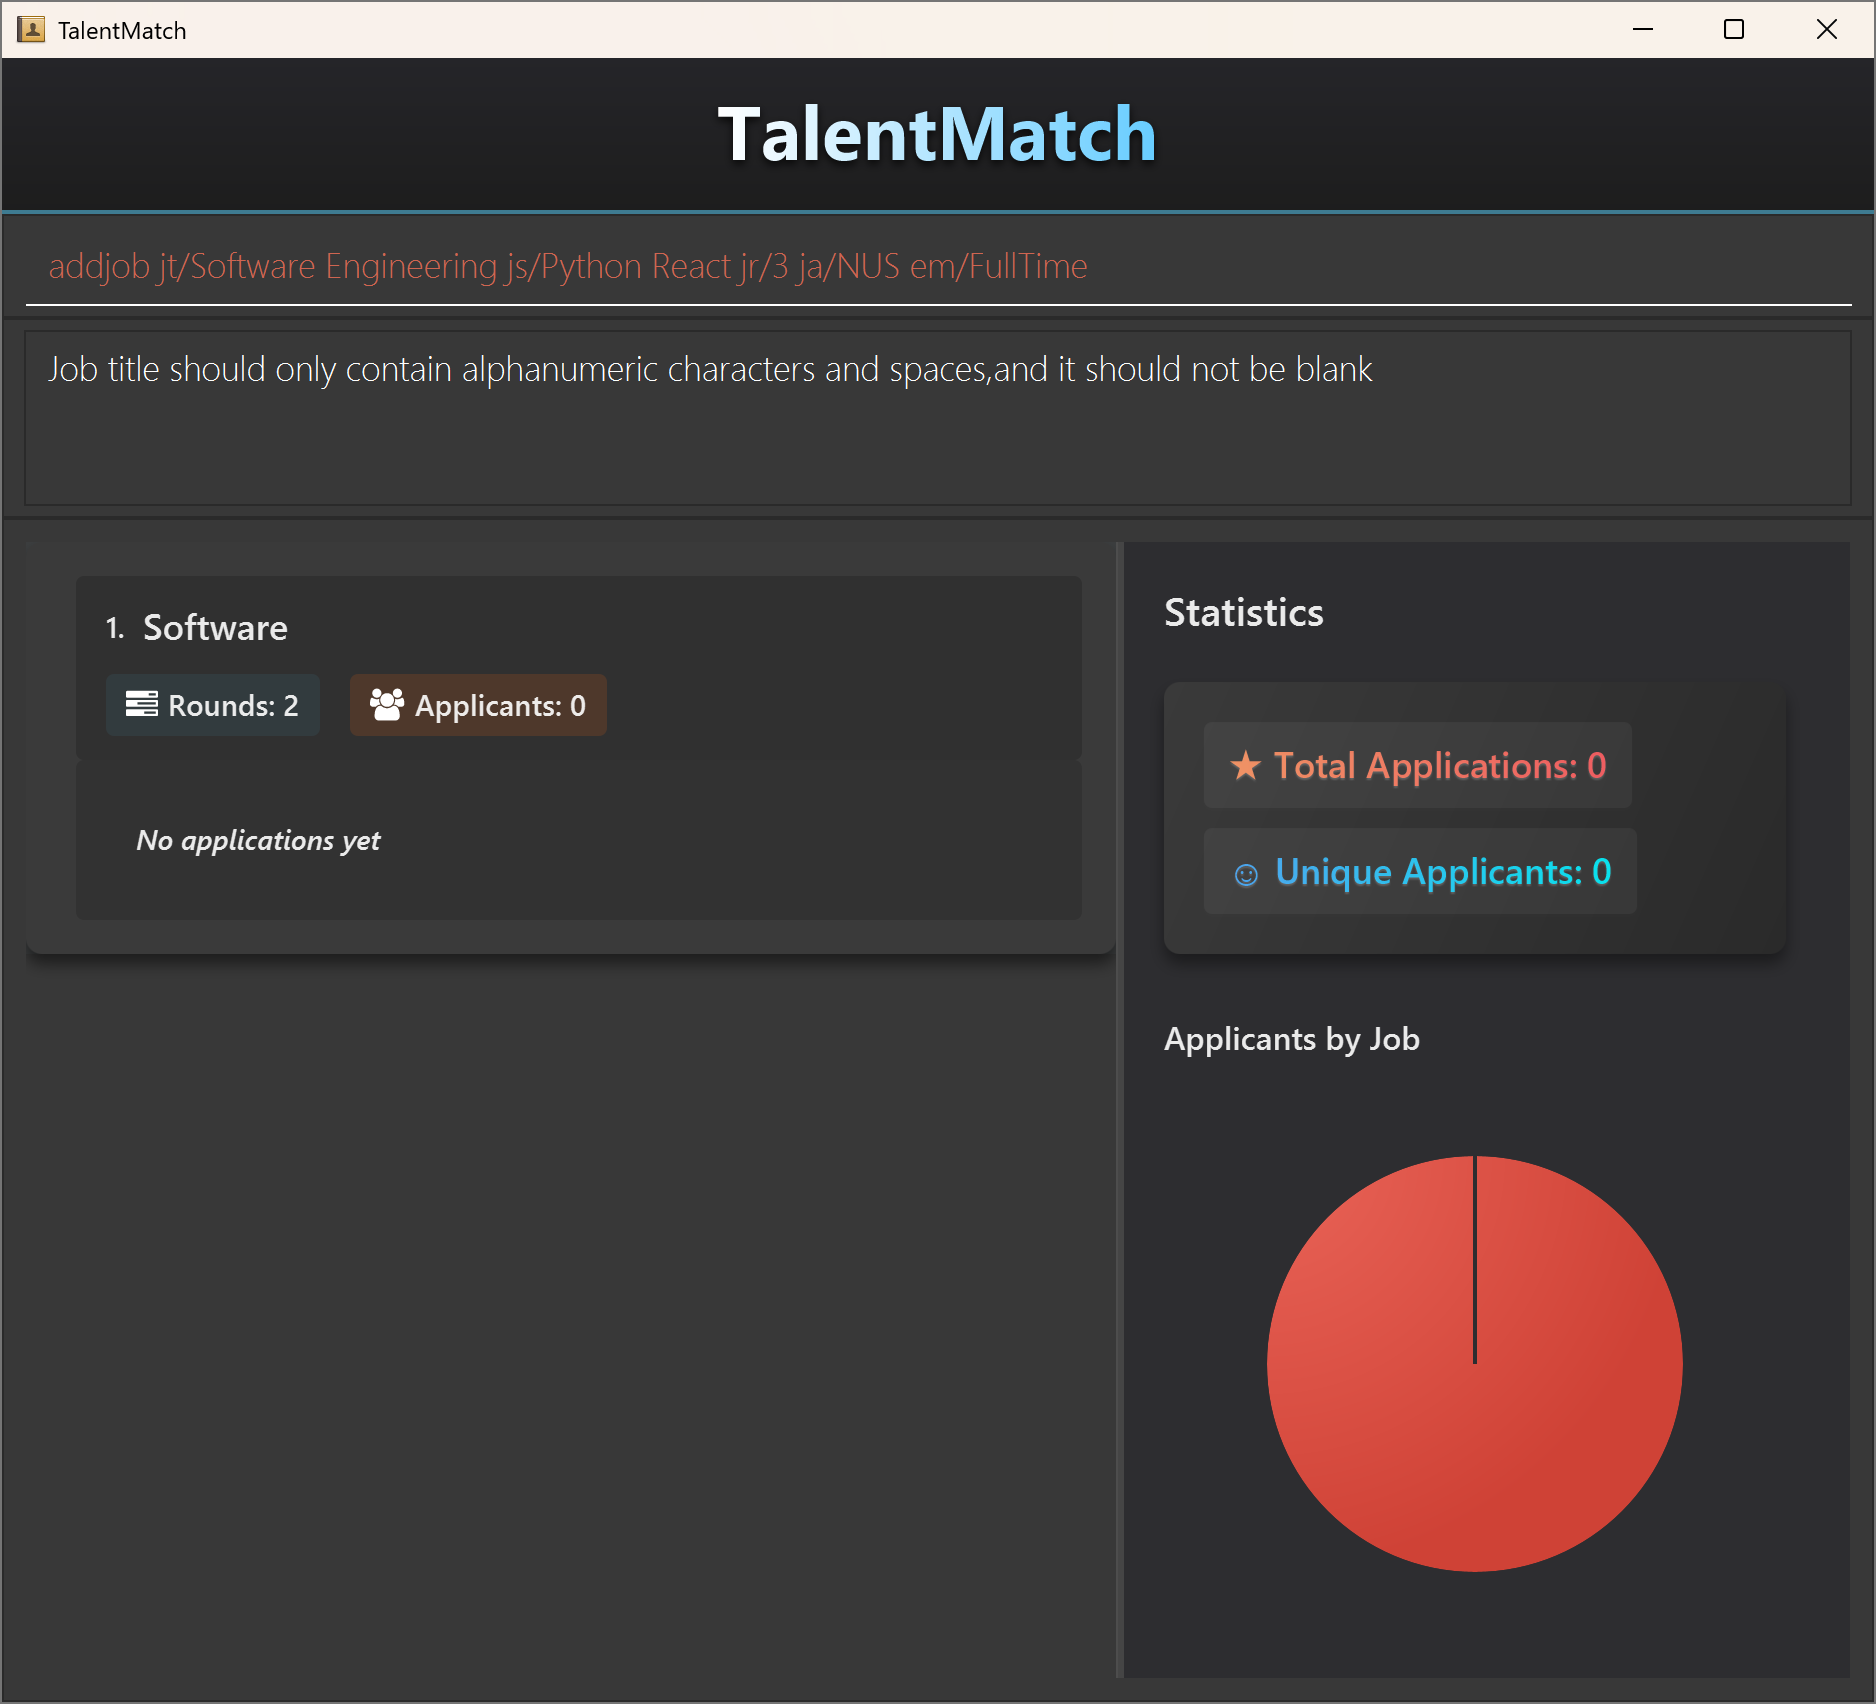 TalentMatch
TalentMatch
addjob jt/Software Engineering js/Python React jr/3 ja/NUS em/FullTime
Job title should only contain alphanumeric characters and spaces,and it should not be blank
1. Software
Rounds: 2
Applicants: 0
No applications yet
Statistics
★ Total Applications: 0
☺ Unique Applicants: 0
Applicants by Job